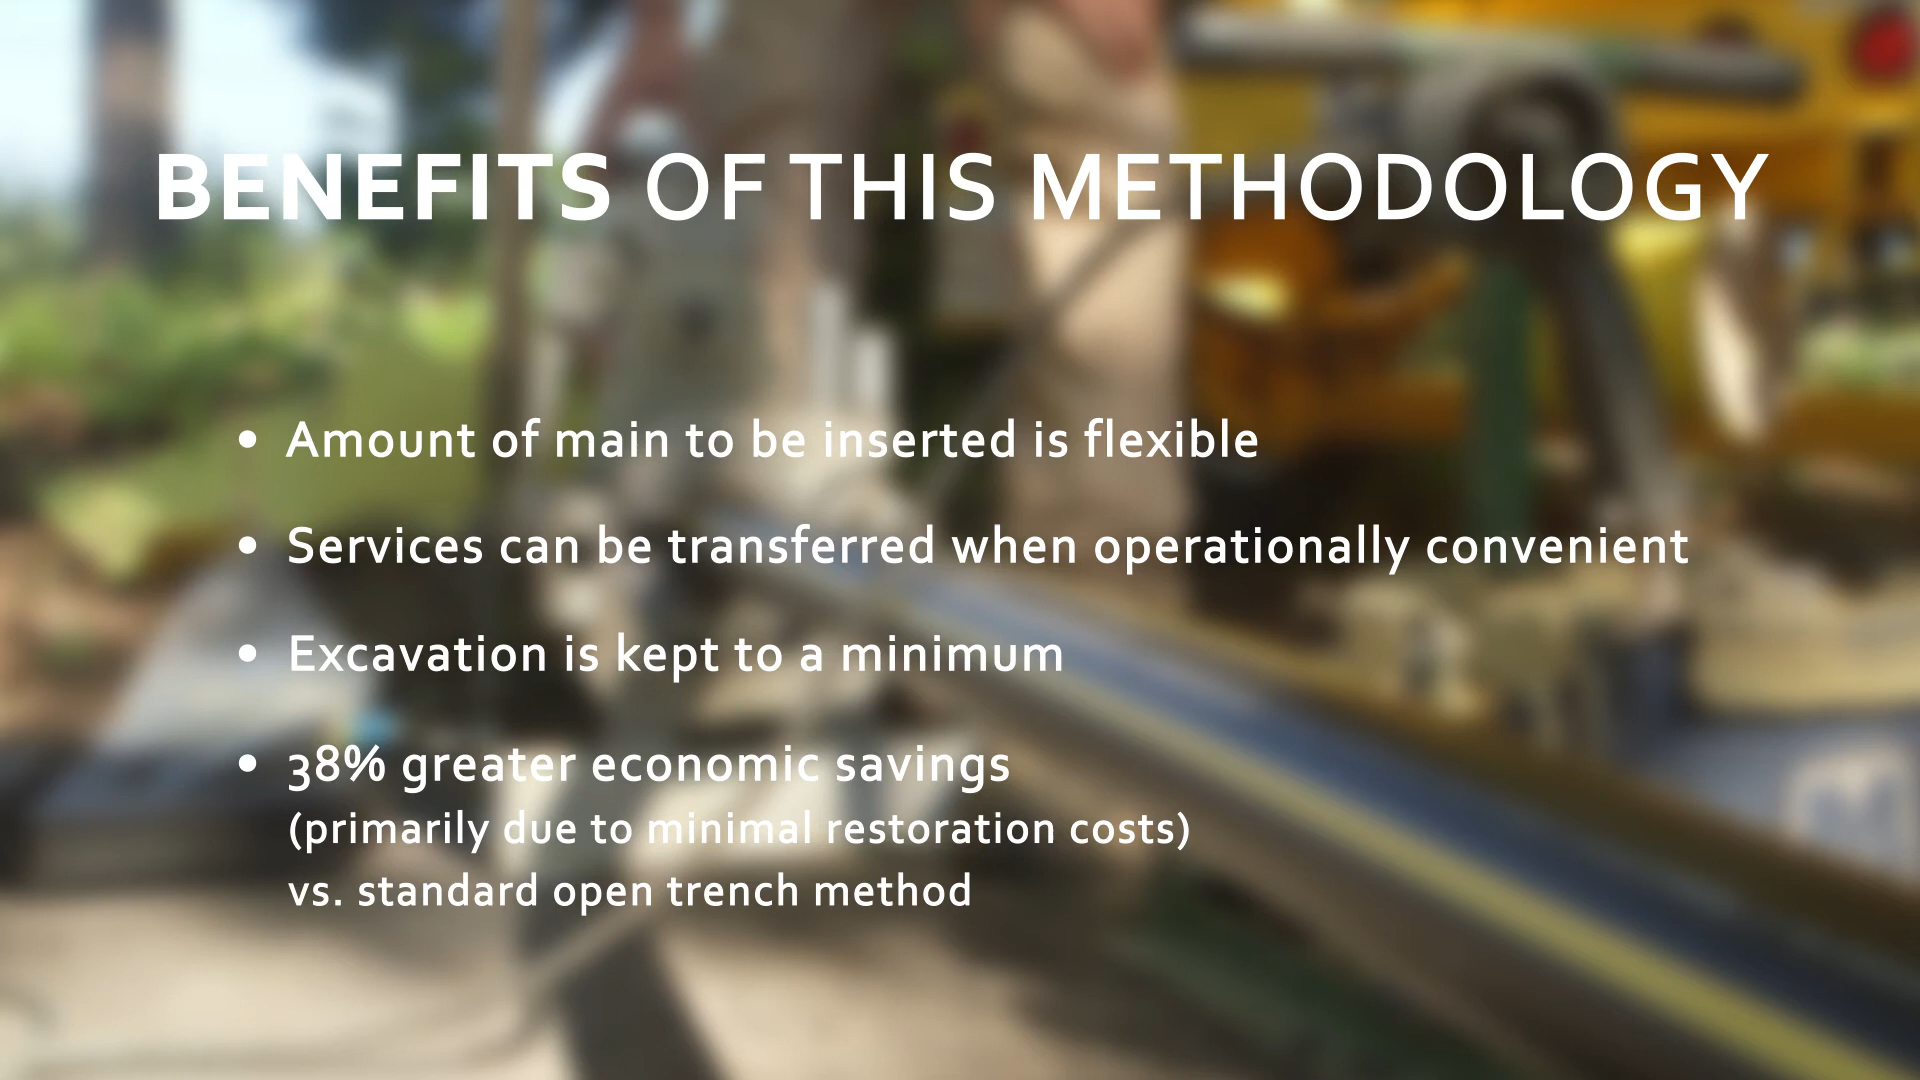 BENEFITS OF THIS METHODOLOGY
• Amount of main to be inserted is flexible
• Services can be transferred when operationally convenient
• Excavation is kept to a minimum
• 38% greater economic savings
(primarily due to minimal restoration costs)
vs. standard open trench method